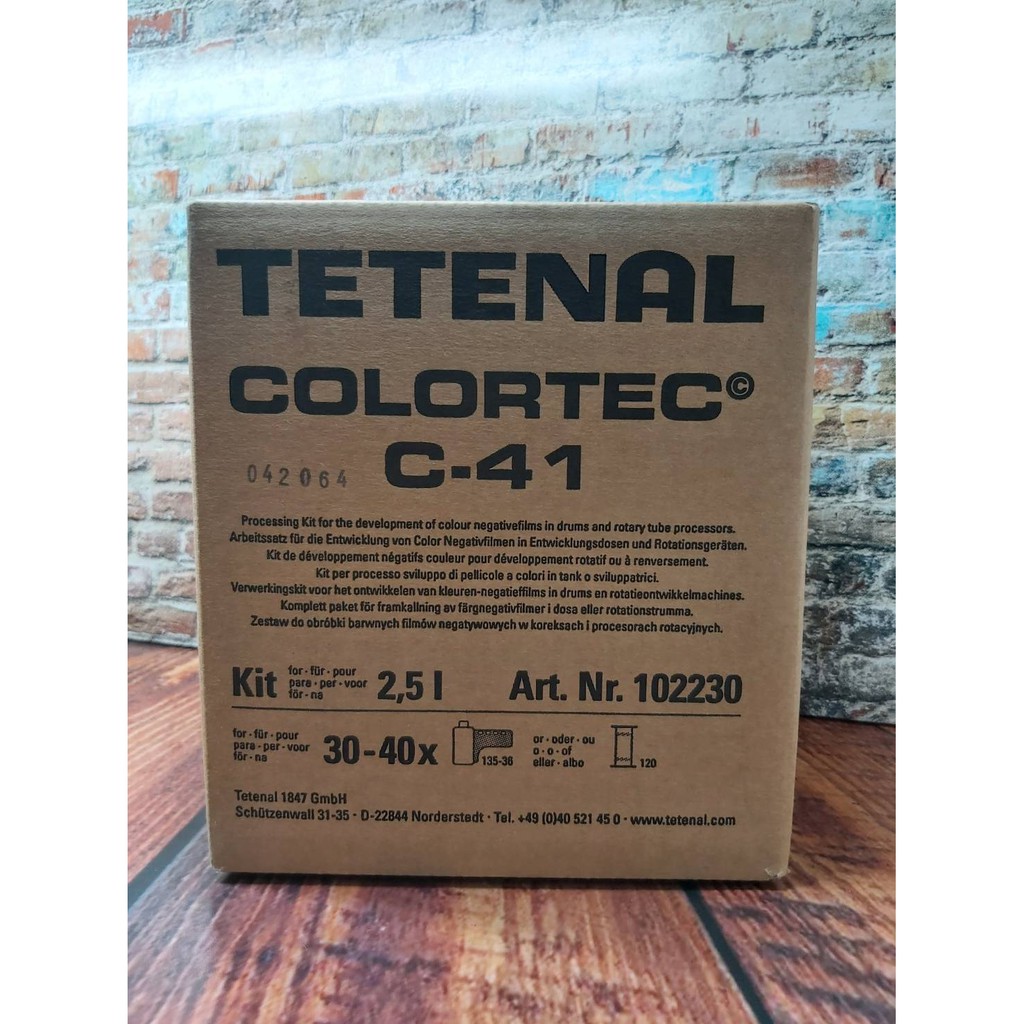 TETENAL
COLORTEC©
C-41
042064
Processing Kit for the development of colour negativefilms in drums and rotary tube processors.
Arbeitssatz für die Entwicklung von Color Negativfilmen in Entwicklungsdosen und Rotationsgeräten.
Kit de développement négatifs couleur pour développement rotatif ou à renversement.
Kit per processo sviluppo di pellicole a colori in tank o sviluppatrici.
Verwerkingskit voor het ontwikkelen van kleuren-negatieffilms in drums en rotatieontwikkelmachines.
Komplett paket för framkallning av färgnegativfilmer i dosa eller rotationstrumma.
Zestaw do obróbki barwnych filmów negatywowych w koreksach i procesorach rotacyjnych.
Kit for · für · pour
para · per · voor
för · na
2,5 l Art. Nr. 102230
for · für · pour
para · per · voor
för · na
30-40x 135-36
or · oder · ou
o · o · of
eller · albo
120
Tetenal 1847 GmbH
Schützenwall 31-35 · D-22844 Norderstedt · Tel. +49 (0)40 521 45 0 · www.tetenal.com